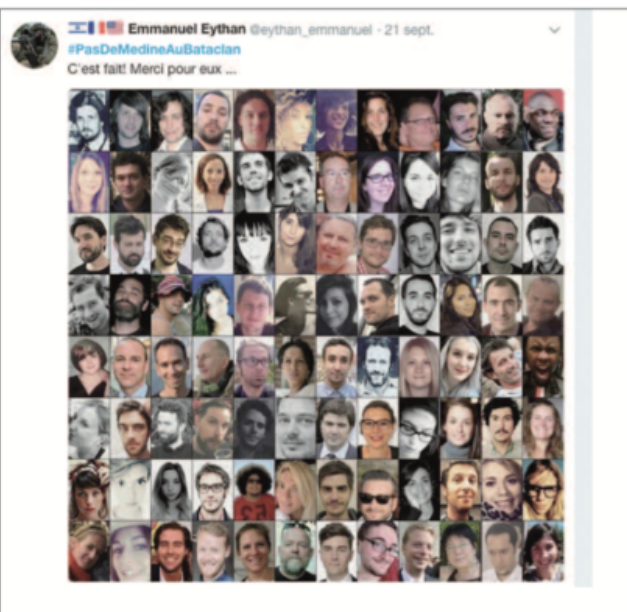 Emmanuel Eythan @eythan_emmanuel · 21 sept.
#PasDeMedineAuBataclan
C'est fait! Merci pour eux ...